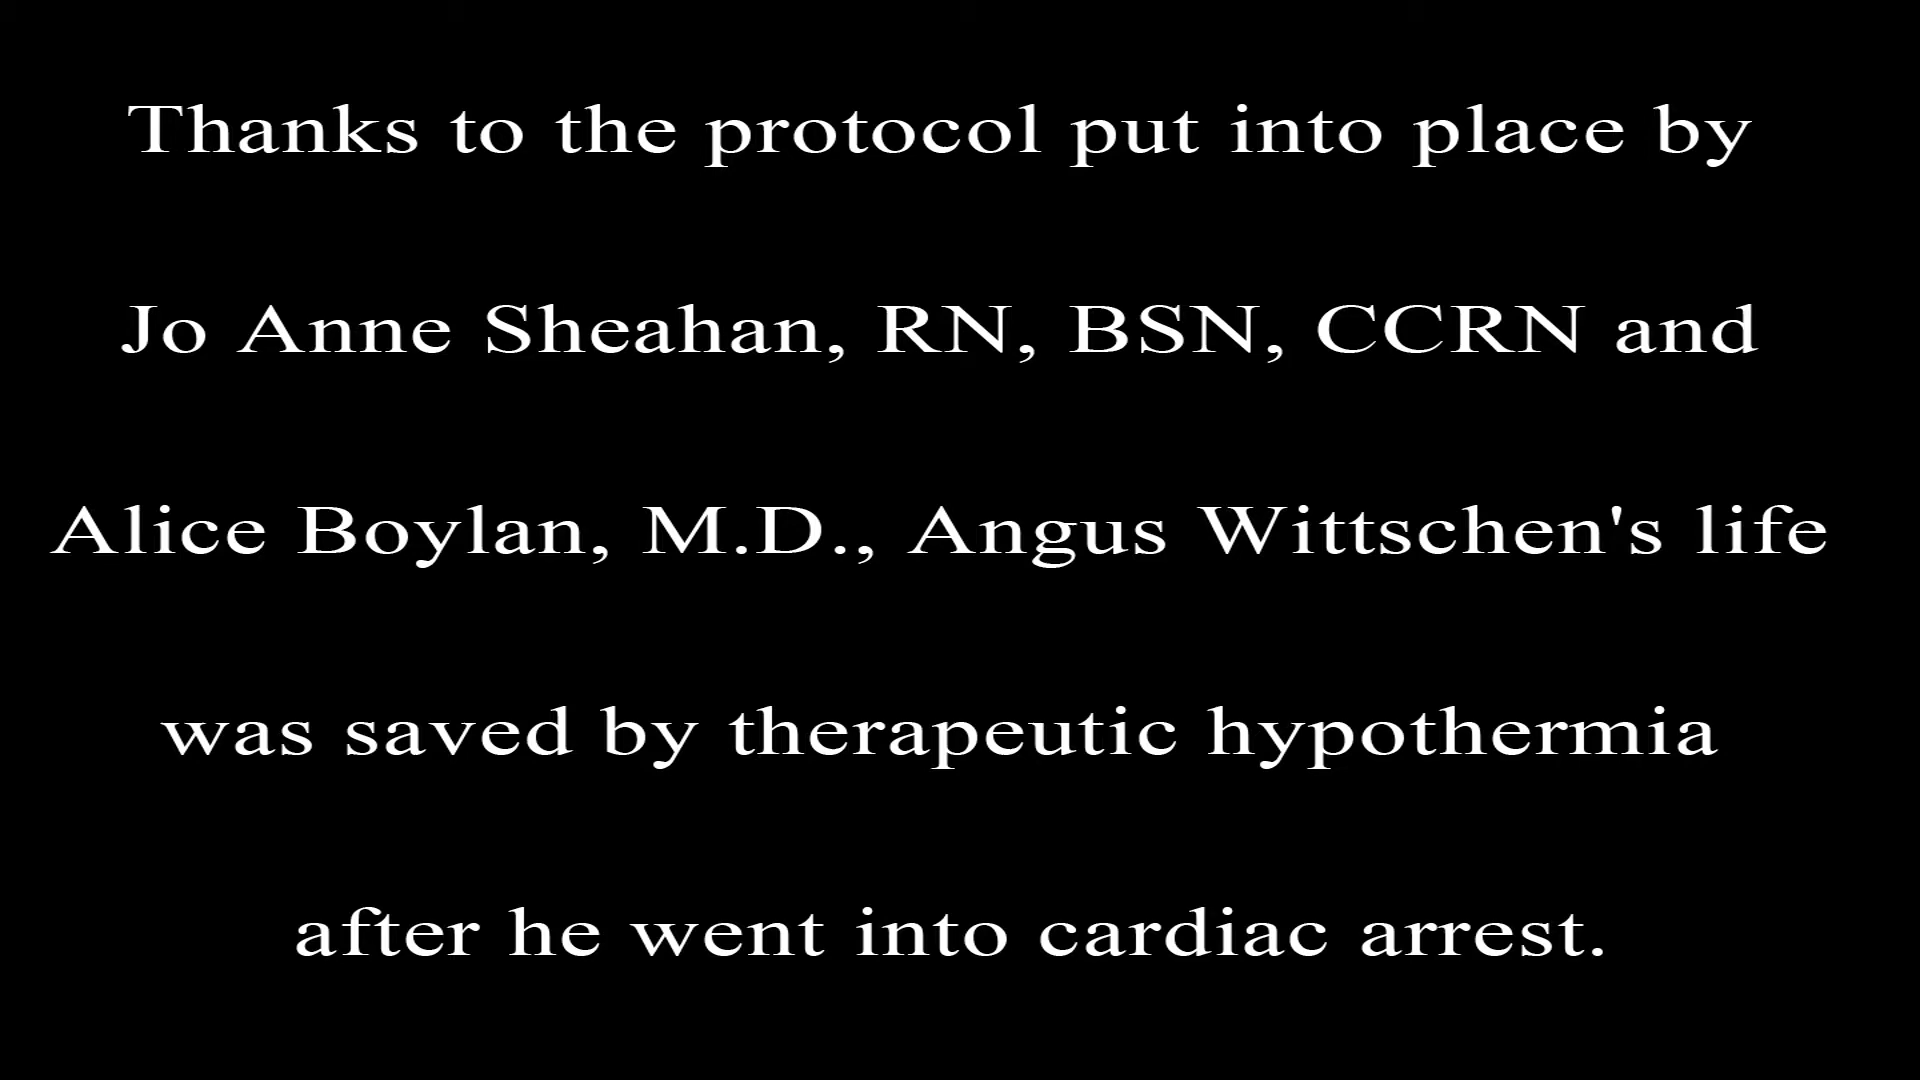 Thanks to the protocol put into place by
Jo Anne Sheahan, RN, BSN, CCRN and
Alice Boylan, M.D., Angus Wittschen's life
was saved by therapeutic hypothermia
after he went into cardiac arrest.